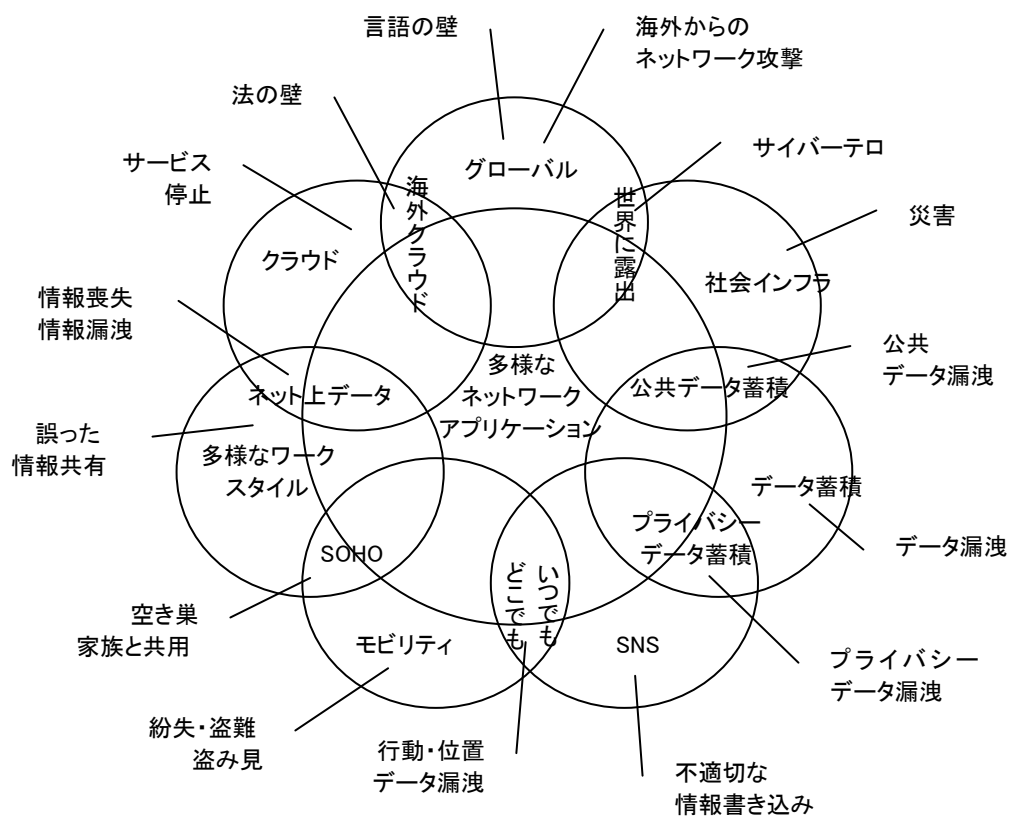 言語の壁
海外からの
ネットワーク攻撃
法の壁
サイバーテロ
サービス
停止
グローバル
海外クラウド
世界に露出
災害
クラウド
社会インフラ
情報喪失
情報漏洩
公共
データ漏洩
多様な
ネットワーク
アプリケーション
ネット上データ
公共データ蓄積
誤った
情報共有
多様なワーク
スタイル
データ蓄積
プライバシー
データ蓄積
データ漏洩
SOHO
いつでも
どこでも
空き巣
家族と共用
モビリティ
SNS
プライバシー
データ漏洩
紛失・盗難
盗み見
行動・位置
データ漏洩
不適切な
情報書き込み